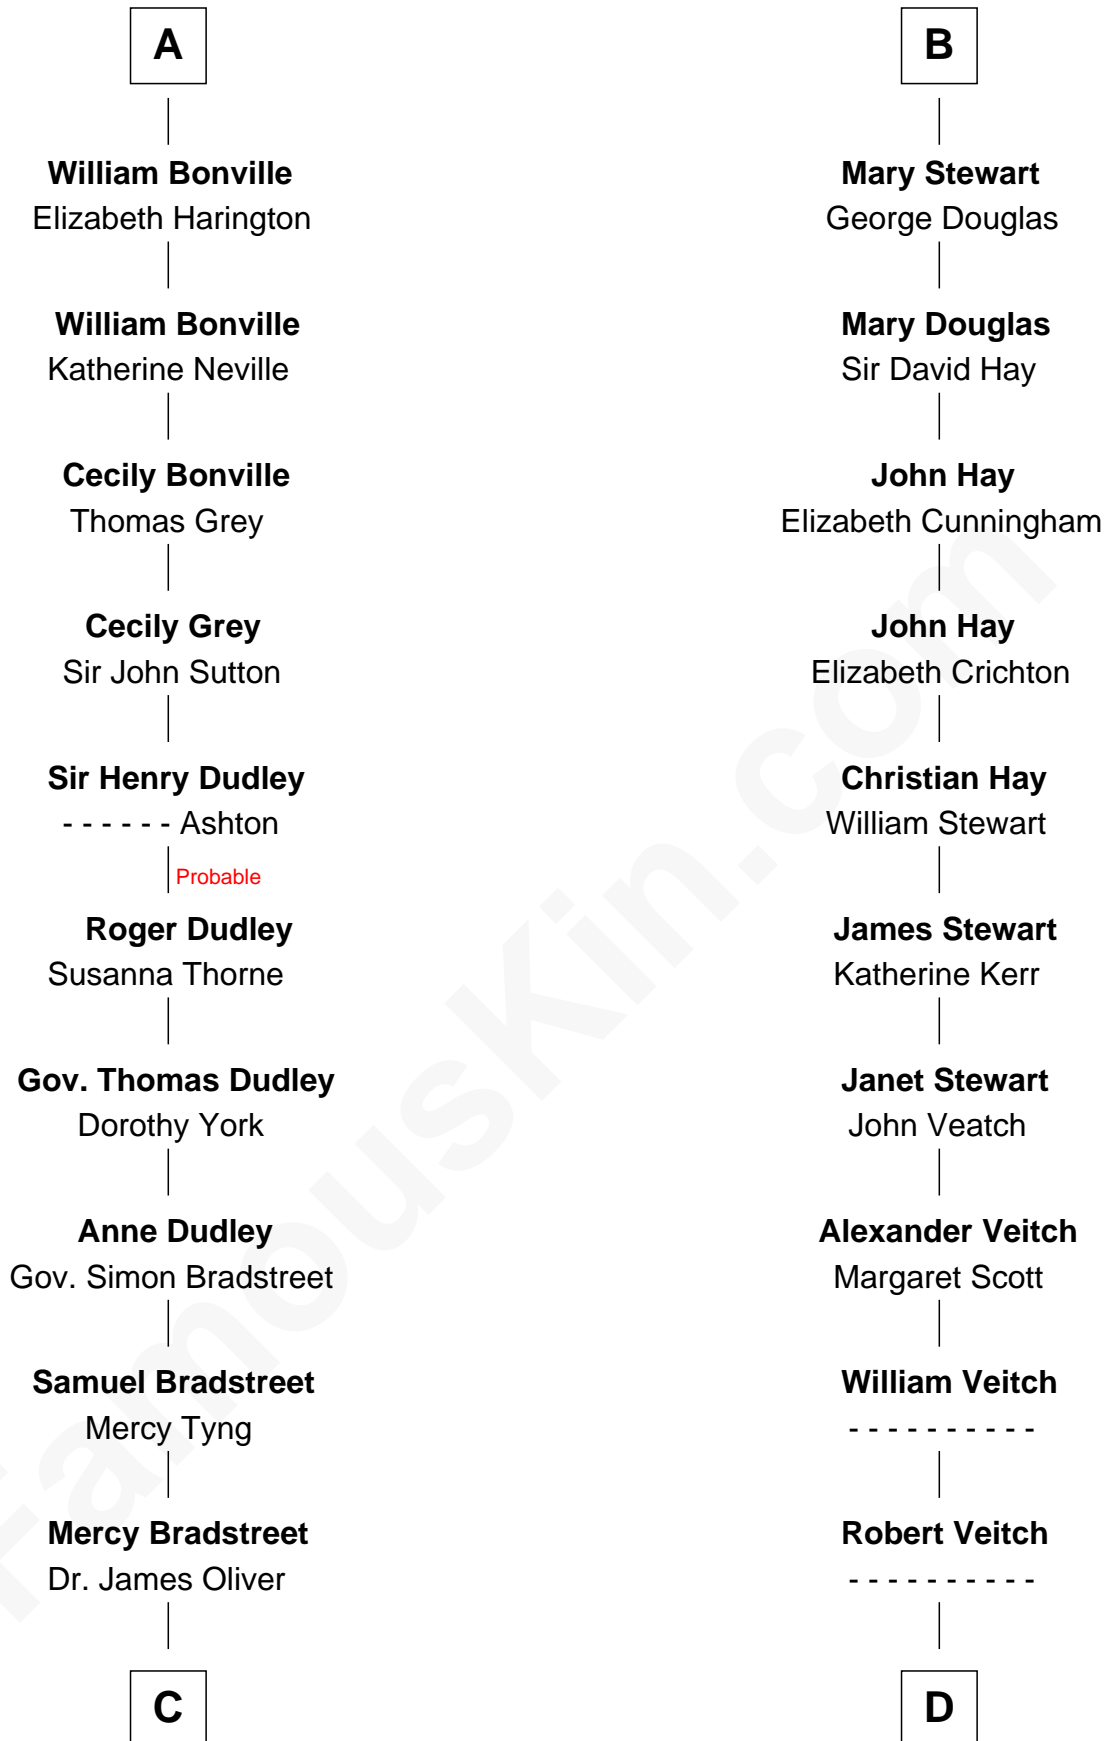 A
William Bonville
Elizabeth Harington
William Bonville
Katherine Neville
Cecily Bonville
Thomas Grey
Cecily Grey
Sir John Sutton
Sir Henry Dudley
- - - - - - Ashton
Probable
Roger Dudley
Susanna Thorne
Gov. Thomas Dudley
Dorothy York
Anne Dudley
Gov. Simon Bradstreet
Samuel Bradstreet
Mercy Tyng
Mercy Bradstreet
Dr. James Oliver
C
B
Mary Stewart
George Douglas
Mary Douglas
Sir David Hay
John Hay
Elizabeth Cunningham
John Hay
Elizabeth Crichton
Christian Hay
William Stewart
James Stewart
Katherine Kerr
Janet Stewart
John Veatch
Alexander Veitch
Margaret Scott
William Veitch
- - - - - - - - - -
Robert Veitch
- - - - - - - - - -
D
FamousKin.com